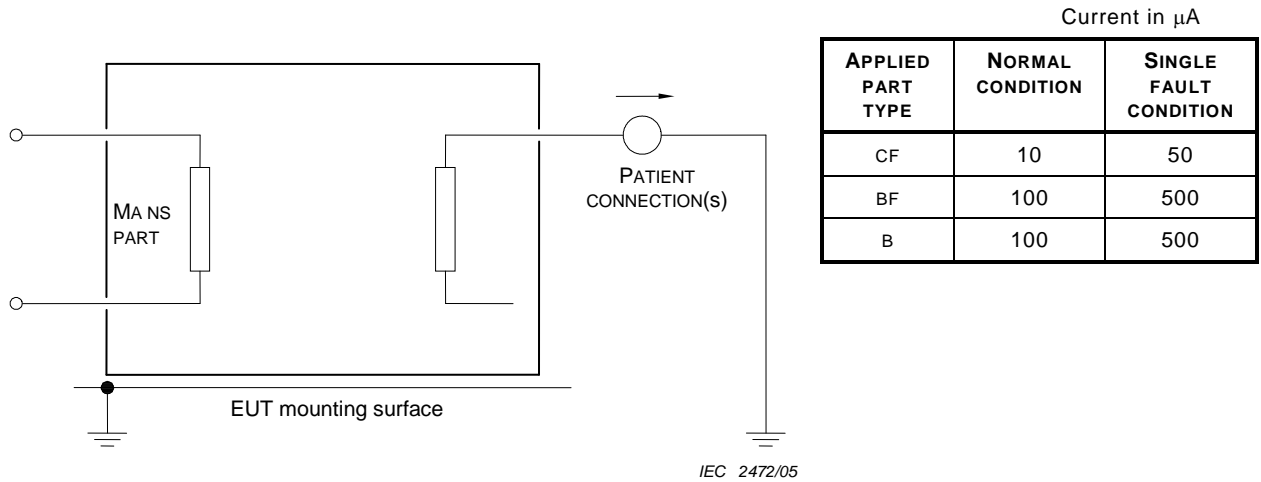 MA NS
PART
PATIENT
CONNECTION(s)
EUT mounting surface
IEC 2472/05
Current in μA
APPLIED PART TYPE NORMAL CONDITION SINGLE FAULT CONDITION
CF 10 50
BF 100 500
B 100 500